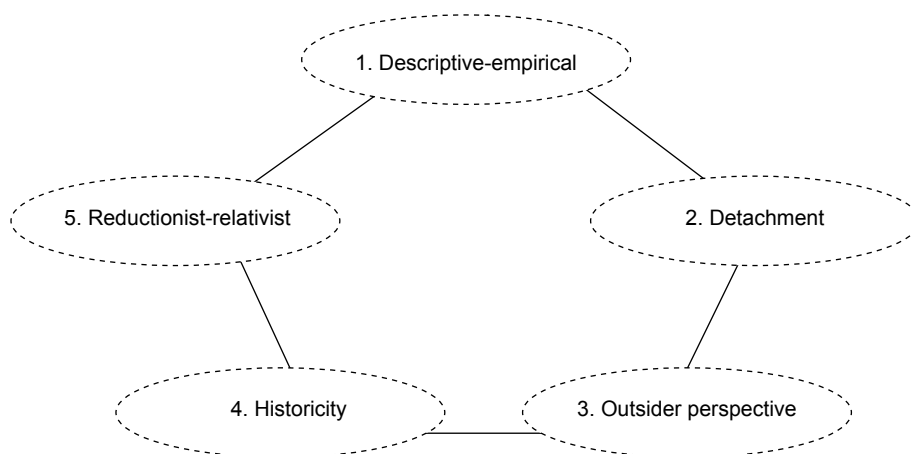 1. Descriptive-empirical
2. Detachment
3. Outsider perspective
4. Historicity
5. Reductionist-relativist